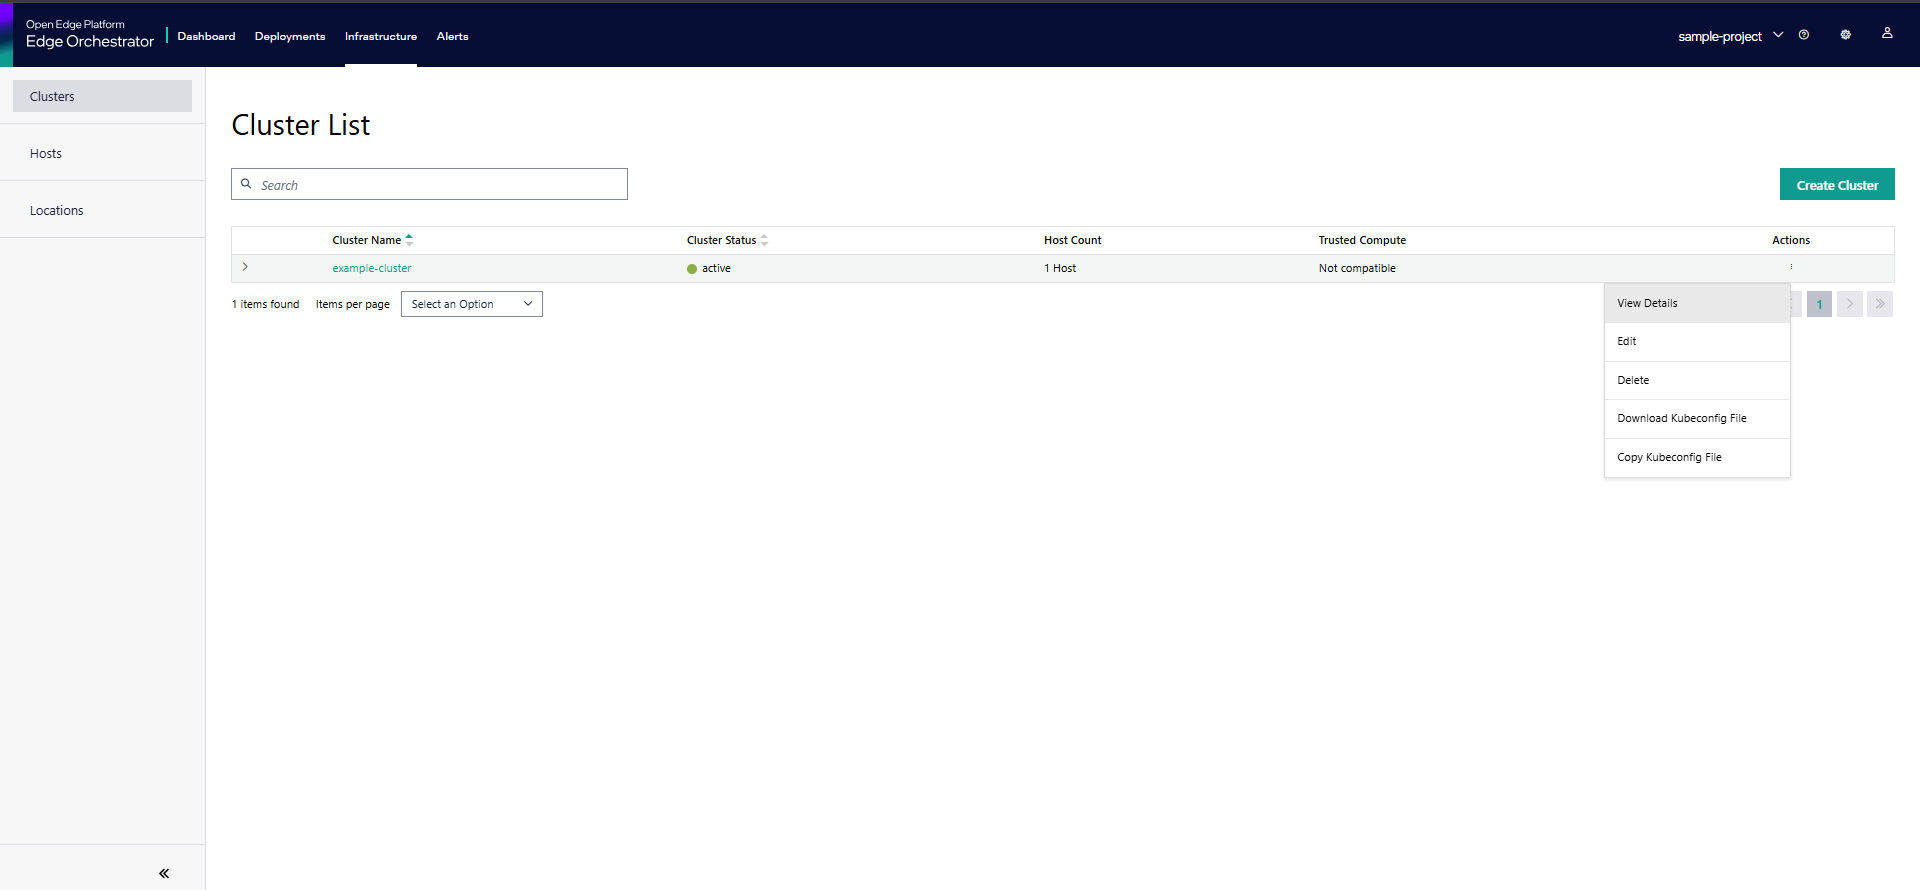 Open Edge Platform
Edge Orchestrator
Dashboard Deployments Infrastructure Alerts
sample-project
Clusters
Hosts
Locations
Cluster List
Search
Create Cluster
Cluster Name Cluster Status Host Count Trusted Compute Actions
example-cluster active 1 Host Not compatible
1 items found Items per page Select an Option 1
View Details
Edit
Delete
Download Kubeconfig File
Copy Kubeconfig File